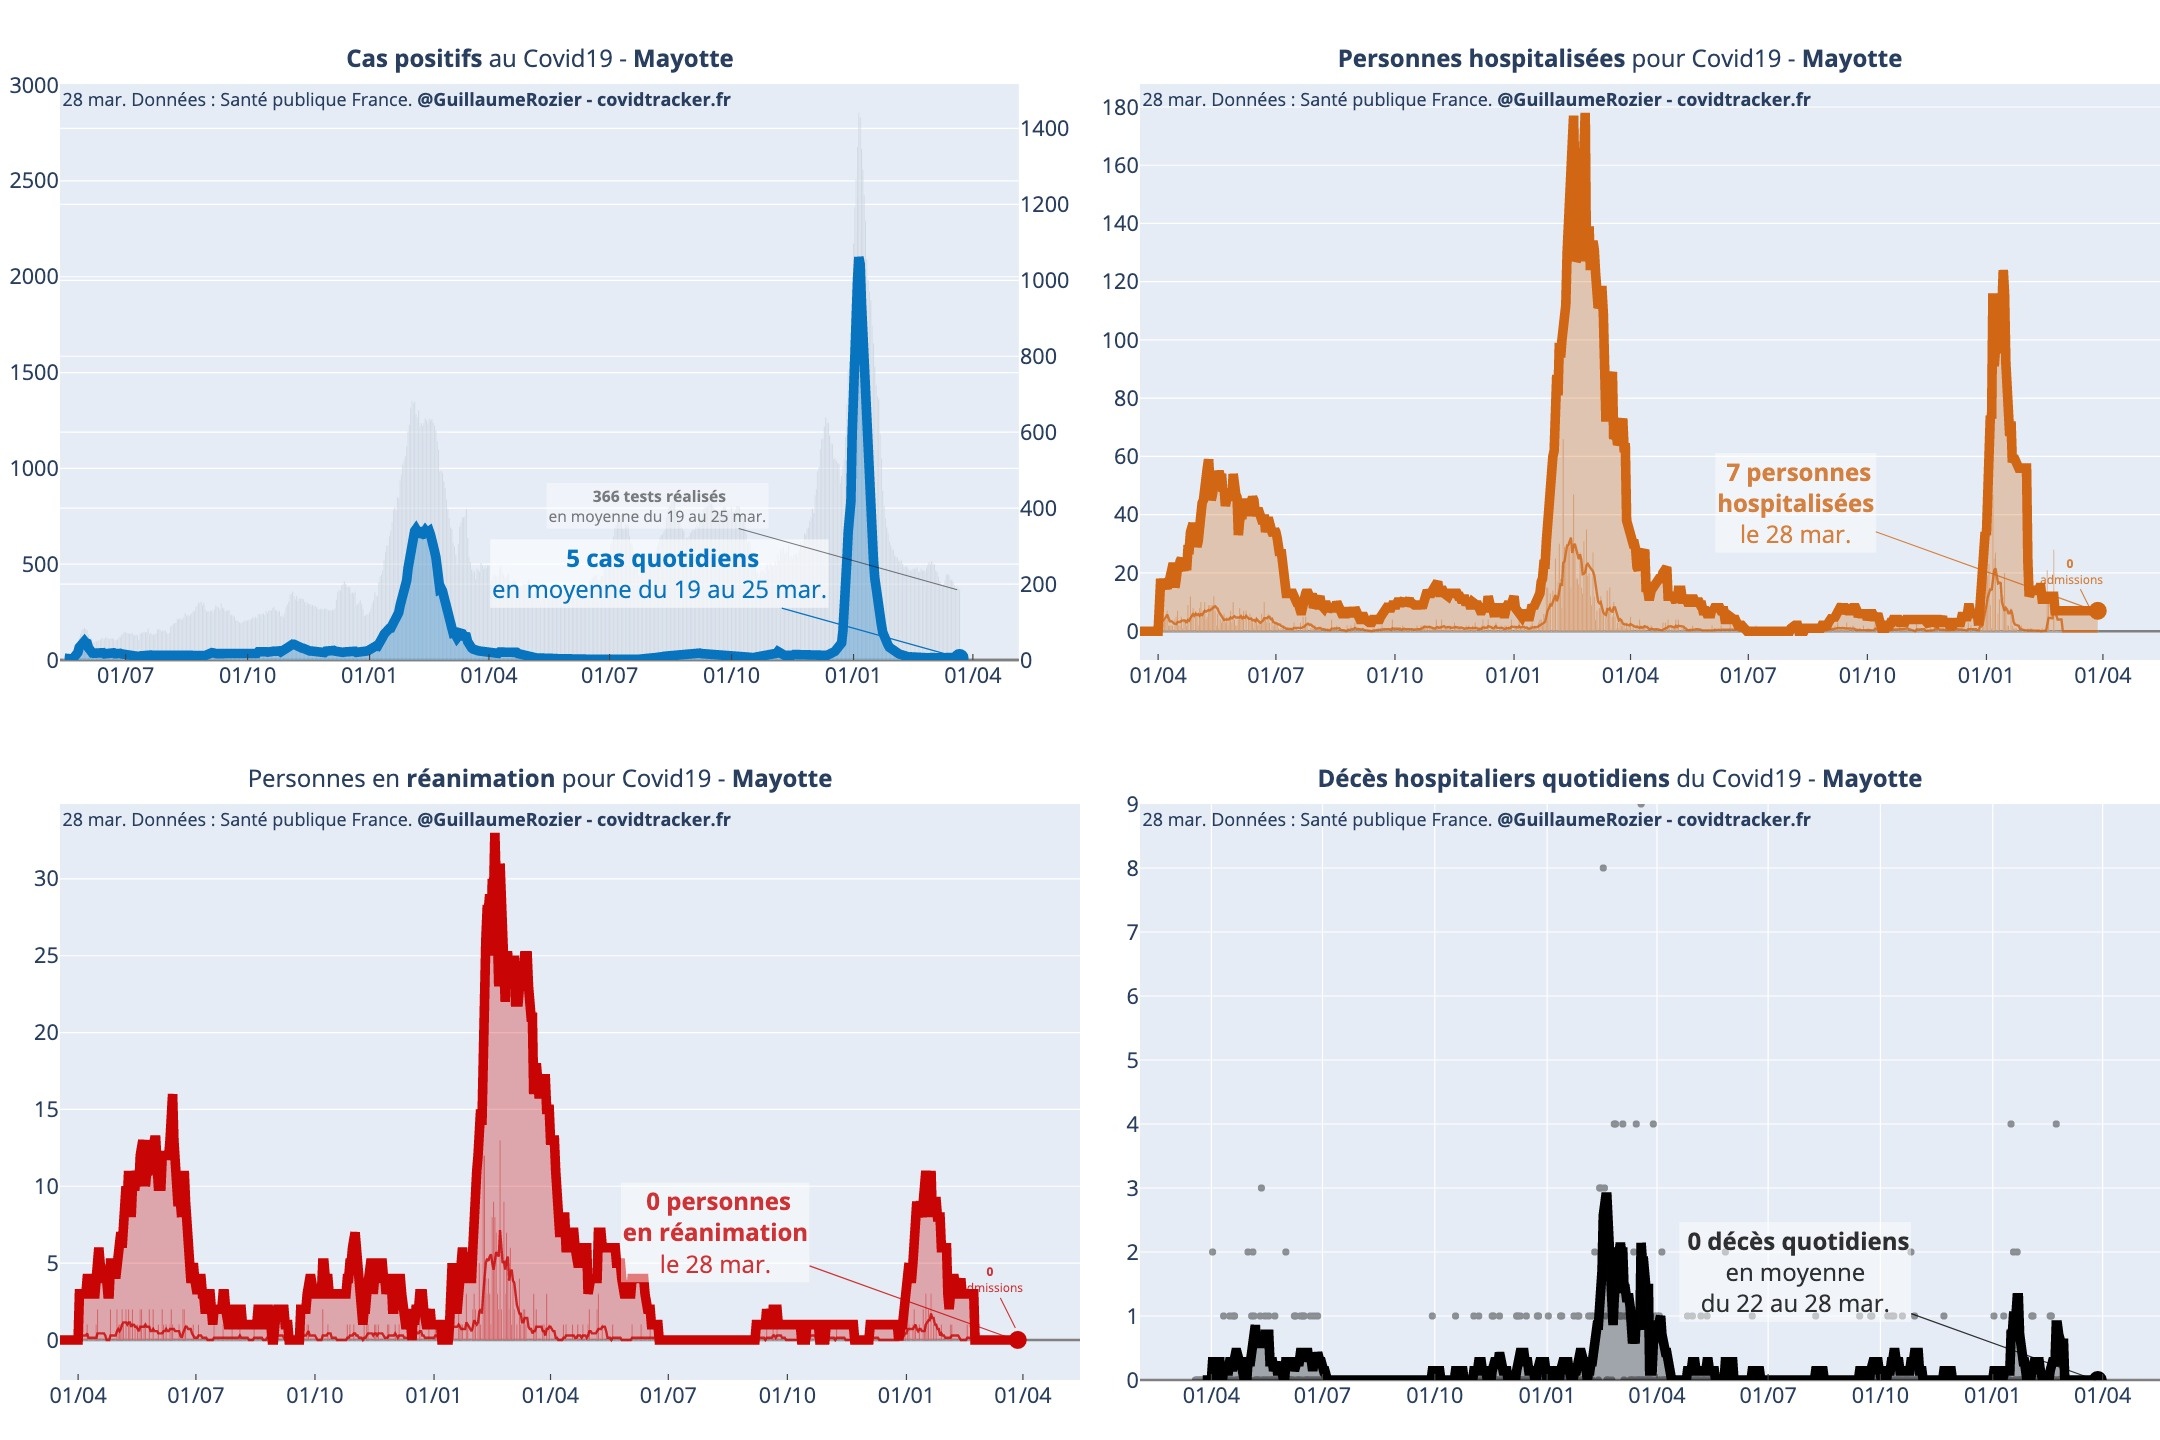 Cas positifs au Covid19 - Mayotte
28 mar. Données : Santé publique France. @GuillaumeRozier - covidtracker.fr
3000
2500
2000
1500
1000
500
0
1400
1200
1000
800
600
400
200
0
366 tests réalisés
en moyenne du 19 au 25 mar.
5 cas quotidiens
en moyenne du 19 au 25 mar.
01/07 01/10 01/01 01/04 01/07 01/10 01/01 01/04
Personnes hospitalisées pour Covid19 - Mayotte
28 mar. Données : Santé publique France. @GuillaumeRozier - covidtracker.fr
180
160
140
120
100
80
60
40
20
0
7 personnes
hospitalisées
le 28 mar.
0
admissions
01/04 01/07 01/10 01/01 01/04 01/07 01/10 01/01 01/04
Personnes en réanimation pour Covid19 - Mayotte
28 mar. Données : Santé publique France. @GuillaumeRozier - covidtracker.fr
30
25
20
15
10
5
0
0 personnes
en réanimation
le 28 mar.
0
admissions
01/04 01/07 01/10 01/01 01/04 01/07 01/10 01/01 01/04
Décès hospitaliers quotidiens du Covid19 - Mayotte
28 mar. Données : Santé publique France. @GuillaumeRozier - covidtracker.fr
9
8
7
6
5
4
3
2
1
0
0 décès quotidiens
en moyenne
du 22 au 28 mar.
01/04 01/07 01/10 01/01 01/04 01/07 01/10 01/01 01/04